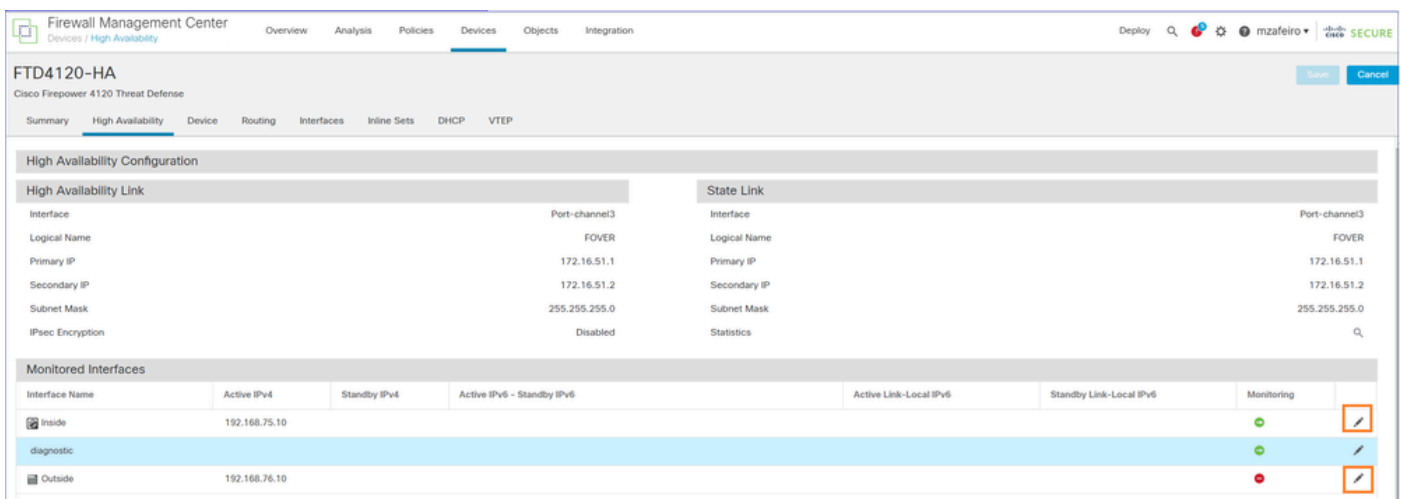 Firewall Management Center
Devices / High Availability
Overview Analysis Policies Devices Objects Integration
Deploy mzafeiro cisco SECURE
FTD4120-HA
Save Cancel
Cisco Firepower 4120 Threat Defense
Summary High Availability Device Routing Interfaces Inline Sets DHCP VTEP
High Availability Configuration
High Availability Link
Interface Port-channel3
Logical Name FOVER
Primary IP 172.16.51.1
Secondary IP 172.16.51.2
Subnet Mask 255.255.255.0
IPsec Encryption Disabled
State Link
Interface Port-channel3
Logical Name FOVER
Primary IP 172.16.51.1
Secondary IP 172.16.51.2
Subnet Mask 255.255.255.0
Statistics
Monitored Interfaces
Interface Name Active IPv4 Standby IPv4 Active IPv6 - Standby IPv6 Active Link-Local IPv6 Standby Link-Local IPv6 Monitoring
Inside 192.168.75.10
diagnostic
Outside 192.168.76.10